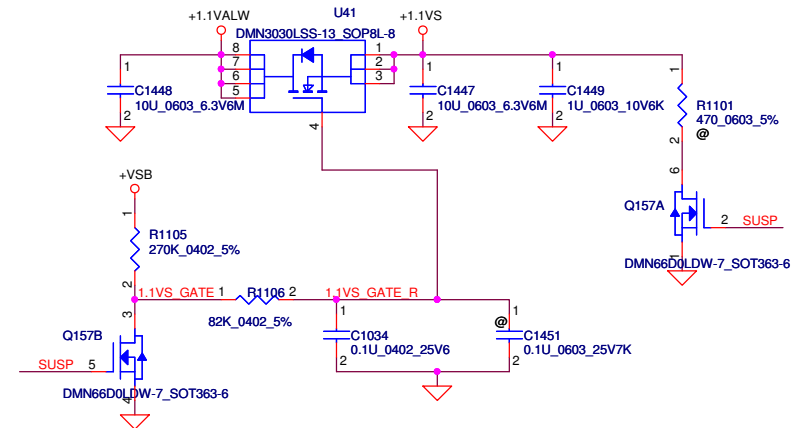 U41
+1.1VALW
+1.1VS
DMN3030LSS-13_SOP8L-8
8
7
6
5
1
2
3
4
1
C1448
10U_0603_6.3V6M
2
1
C1447
10U_0603_6.3V6M
2
1
C1449
1U_0603_10V6K
2
1
R1101
470_0603_5%
@
2
6
Q157A
2
SUSP
1
DMN66D0LDW-7_SOT363-6
+VSB
1
R1105
270K_0402_5%
2
1.1VS_GATE
1
R1106
2
1.1VS_GATE_R
82K_0402_5%
3
Q157B
SUSP
5
4
DMN66D0LDW-7_SOT363-6
1
C1034
0.1U_0402_25V6
2
@
1
C1451
0.1U_0603_25V7K
2